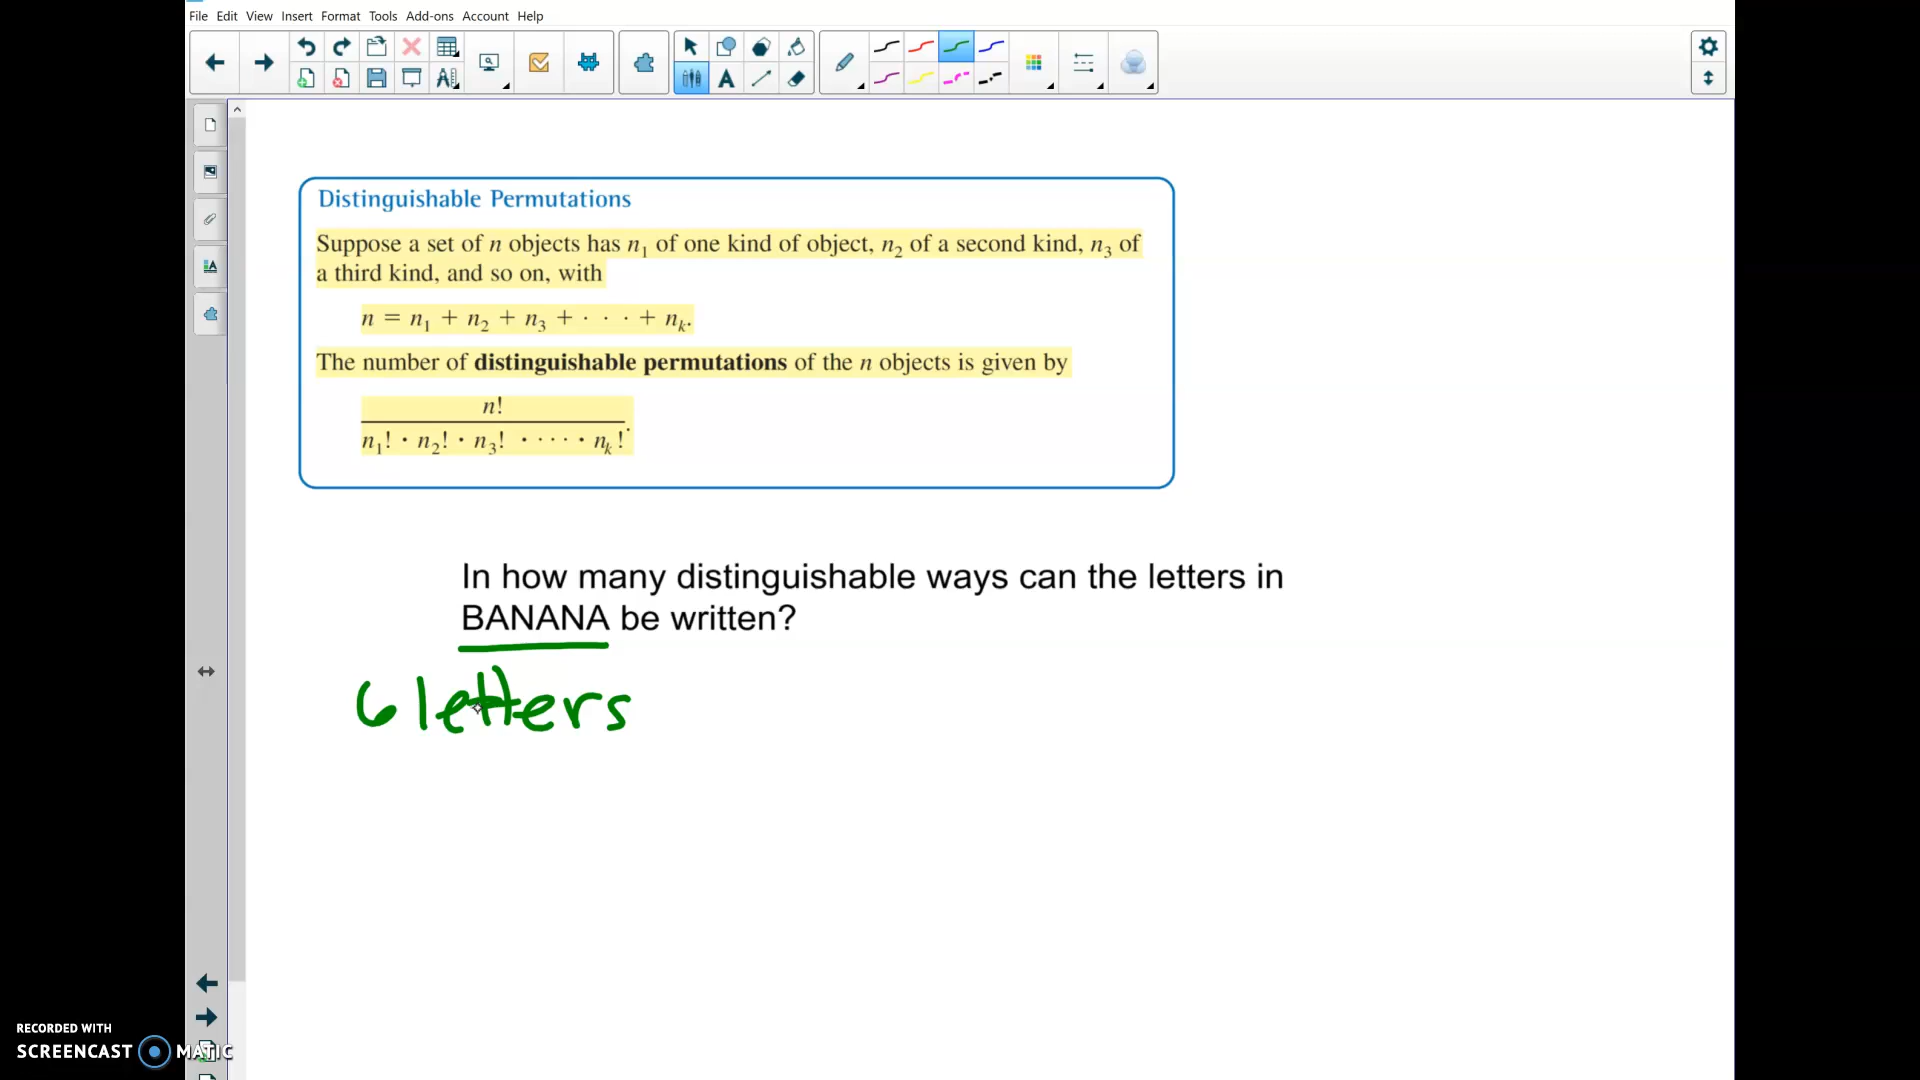 File Edit View Insert Format Tools Add-ons Account Help
Distinguishable Permutations
Suppose a set of n objects has n₁ of one kind of object, n₂ of a second kind, n₃ of
a third kind, and so on, with
n = n₁ + n₂ + n₃ + · · · + nₖ.
The number of distinguishable permutations of the n objects is given by
n!
n₁! · n₂! · n₃! · · · · · nₖ! .
In how many distinguishable ways can the letters in
BANANA be written?
6 letters
RECORDED WITH
SCREENCAST MATIC